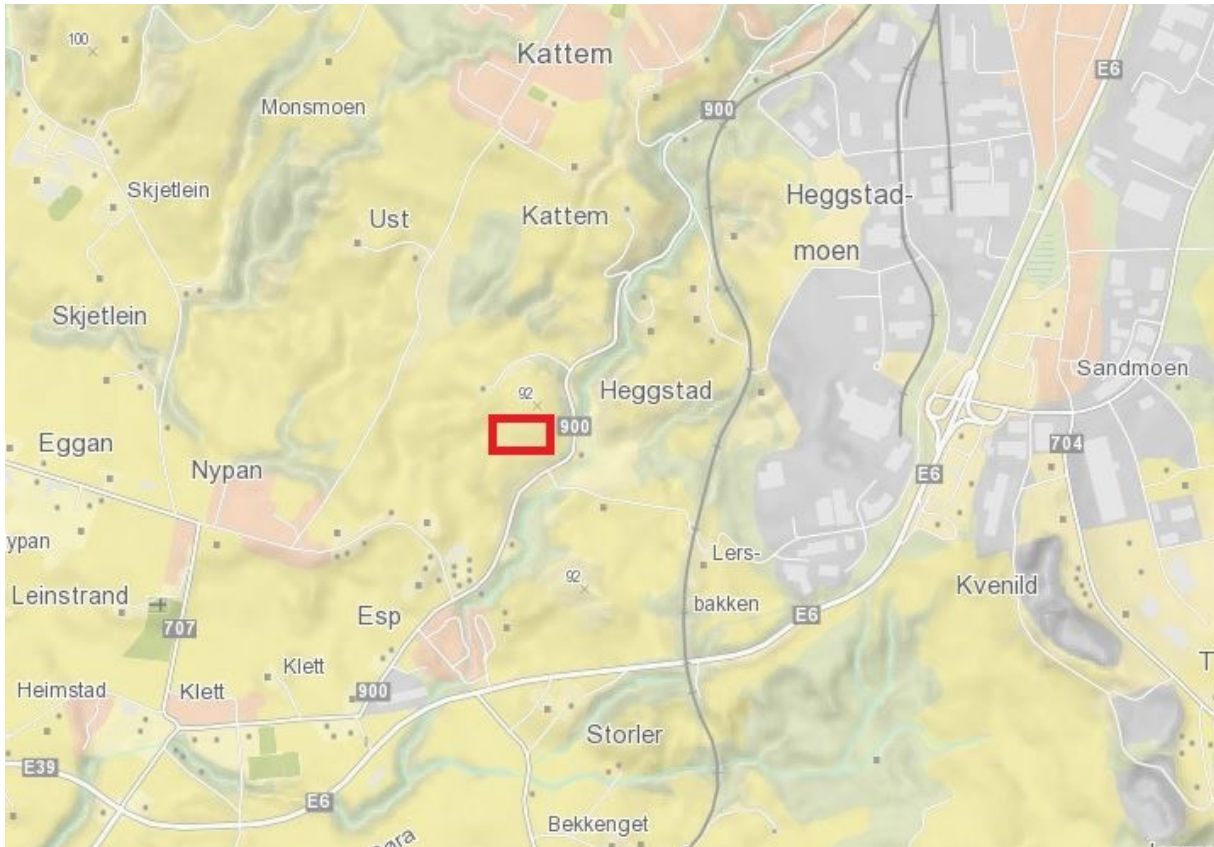 100
Kattem
E6
Monsmoen
900
Skjetlein
Heggstad-
Ust
Kattem
moen
Skjetlein
Sandmoen
92
Heggstad
900
Eggan
704
Nypan
E6
ypan
Lers-
92
Kvenild
Leinstrand
bakken
Esp
E6
707
T
Klett
Heimstad
Klett
900
Storler
E39
E6
Bekkenget
øra